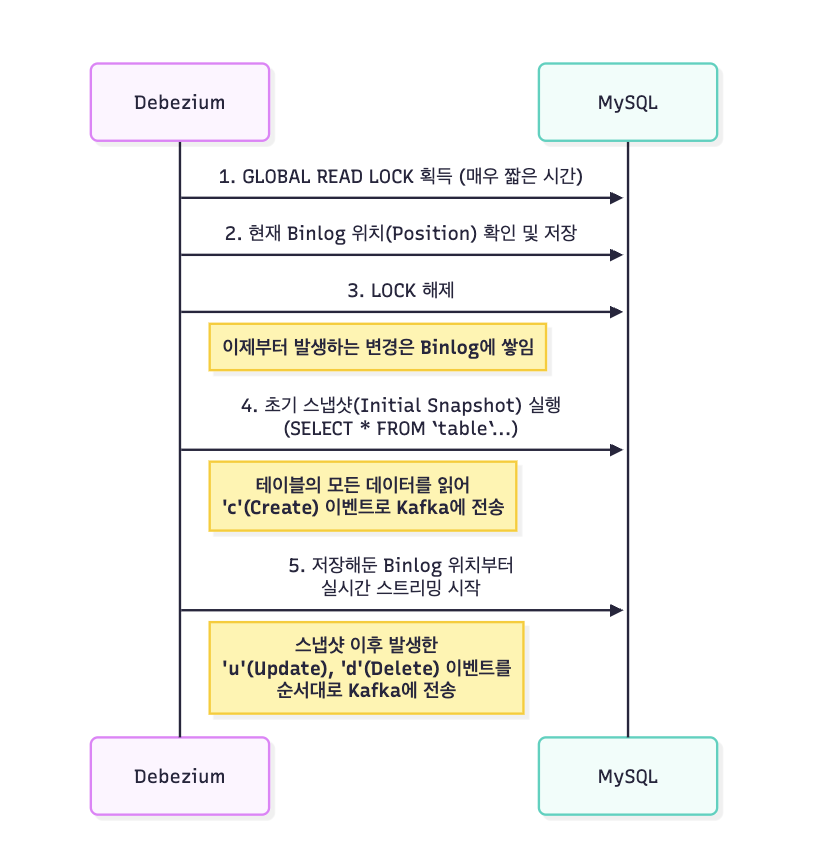 Debezium
MySQL
1. GLOBAL READ LOCK 획득 (매우 짧은 시간)
2. 현재 Binlog 위치(Position) 확인 및 저장
3. LOCK 해제
이제부터 발생하는 변경은 Binlog에 쌓임
4. 초기 스냅샷(Initial Snapshot) 실행
(SELECT * FROM `table`...)
테이블의 모든 데이터를 읽어
'c'(Create) 이벤트로 Kafka에 전송
5. 저장해둔 Binlog 위치부터
실시간 스트리밍 시작
스냅샷 이후 발생한
'u'(Update), 'd'(Delete) 이벤트를
순서대로 Kafka에 전송
Debezium
MySQL